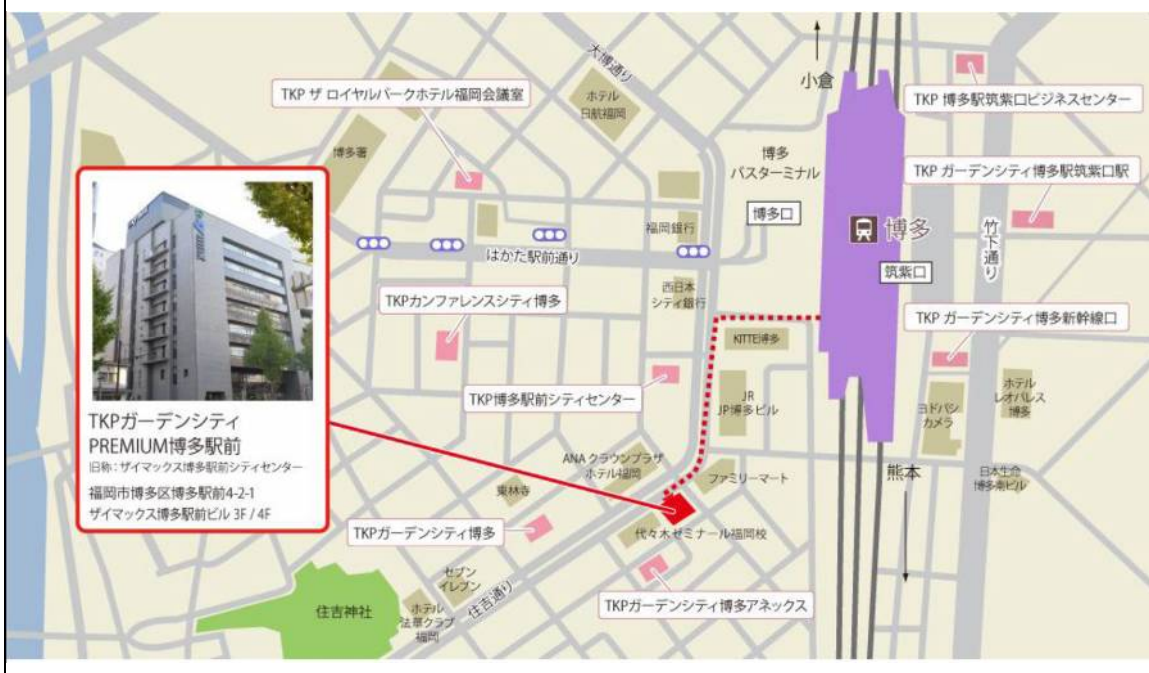 大博通り
小倉
TKP ザ ロイヤルパークホテル福岡会議室
ホテル
日航福岡
TKP 博多駅筑紫口ビジネスセンター
博多署
博多
バスターミナル
TKP ガーデンシティ博多駅筑紫口駅
博多口
福岡銀行
博多
竹下通り
はかた駅前通り
筑紫口
西日本
シティ銀行
TKPカンファレンスシティ博多
TKP ガーデンシティ博多新幹線口
KITTE博多
TKP博多駅前シティセンター
JR
JP博多ビル
ヨドバシ
カメラ
ホテル
レオパレス
博多
TKPガーデンシティ
PREMIUM博多駅前
旧称：ザイマックス博多駅前シティセンター
福岡市博多区博多駅前4-2-1
ザイマックス博多駅前ビル 3F / 4F
ANA クラウンプラザ
ホテル福岡
ファミリーマート
熊本
日本生命
博多南ビル
東林寺
TKPガーデンシティ博多
代々木ゼミナール福岡校
セブン
イレブン
住吉通り
TKPガーデンシティ博多アネックス
住吉神社
ホテル
法華クラブ
福岡